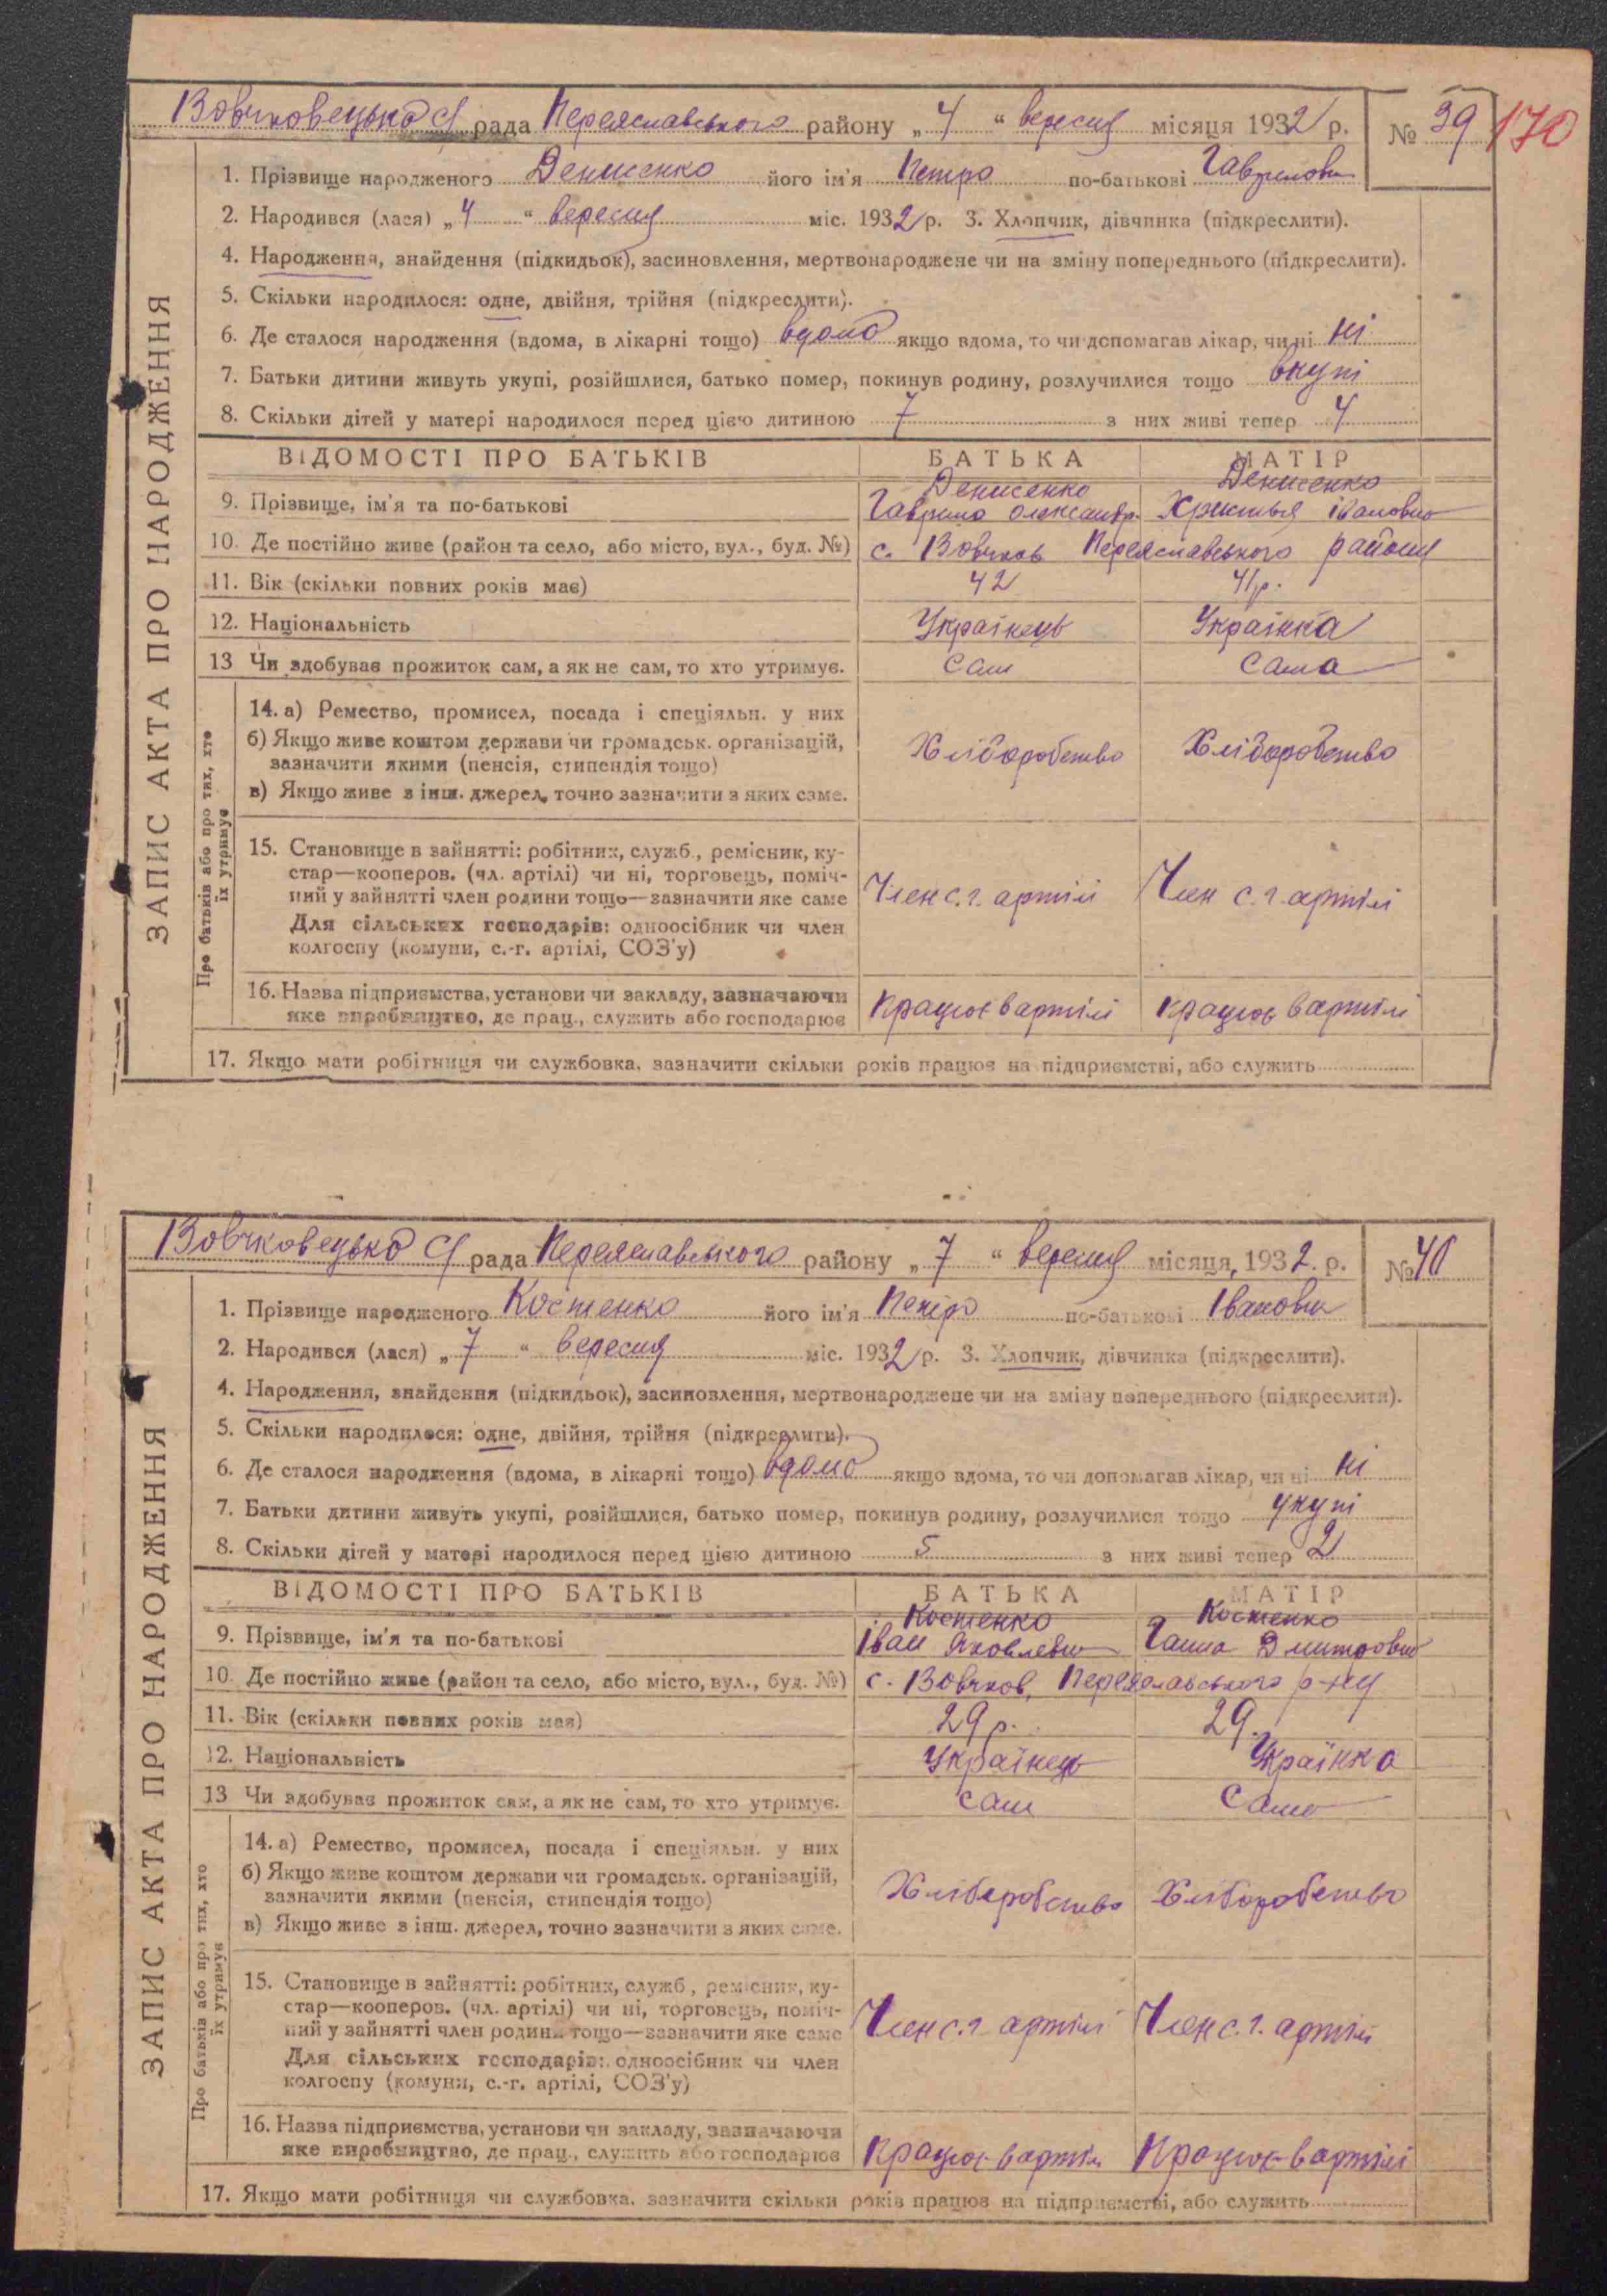 Вовчковецька с/ рада Переяславського району „4“ вересня місяця 1932 р. № 39 170
ЗАПИС АКТА ПРО НАРОДЖЕННЯ
1. Прізвище народженого Денисенко його ім'я Петро по-батькові Гаврилови
2. Народився (лася) „4“ вересня міс. 1932 р. 3. Хлопчик, дівчинка (підкреслити).
4. Народження, знайдення (підкидьок), засиновлення, мертвонароджене чи на зміну попереднього (підкреслити).
5. Скільки народилося: одне, двійня, трійня (підкреслити).
6. Де сталося народження (вдома, в лікарні тощо) вдома якщо вдома, то чи допомагав лікар, чи ні ні
7. Батьки дитини живуть укупі, розійшлися, батько помер, покинув родину, розлучилися тощо вкупі
8. Скільки дітей у матері народилося перед цією дитиною 7 з них живі тепер 4
ВІДОМОСТІ ПРО БАТЬКІВ БАТЬКА МАТІР
Денисенко Денисенко
9. Прізвище, ім'я та по-батькові Гаврило Олександр. Христья Івановна
10. Де постійно живе (район та село, або місто, вул., буд. №) с. Вовчков Переяславського району
11. Вік (скільки повних років має) 42 41р.
12. Національність Українець Українка
13 Чи здобуває прожиток сам, а як не сам, то хто утримує. сам сама
Про батьків або про тих, хто їх утримує
14. а) Ремество, промисел, посада і спеціяльн. у них
б) Якщо живе коштом держави чи громадськ. організацій,
зазначити якими (пенсія, стипендія тощо) Хліборобство Хліборобство
в) Якщо живе з інш. джерел, точно зазначити з яких саме.
15. Становище в зайнятті: робітник, служб., ремісник, ку-
стар—кооперов. (чл. артілі) чи ні, торговець, поміч-
ний у зайнятті член родини тощо—зазначити яке саме Член с.г. артілі Член с.г. артілі
Для сільських господарів: одноосібник чи член
колгоспу (комуни, с.-г. артілі, СОЗ'у)
16. Назва підприємства, установи чи закладу, зазначаючи
яке виробництво, де прац., служить або господарює Працює в артілі Працює в артілі
17. Якщо мати робітниця чи службовка, зазначити скільки років працює на підприємстві, або служить
Вовчковецька с/ рада Переяславського району „7“ вересня місяця, 1932. р. № 40
ЗАПИС АКТА ПРО НАРОДЖЕННЯ
1. Прізвище народженого Костенко його ім'я Петро по-батькові Іванови
2. Народився (лася) „7“ вересня міс. 1932 р. 3. Хлопчик, дівчинка (підкреслити).
4. Народження, знайдення (підкидьок), засиновлення, мертвонароджене чи на зміну попереднього (підкреслити).
5. Скільки народилося: одне, двійня, трійня (підкреслити).
6. Де сталося народження (вдома, в лікарні тощо) вдома якщо вдома, то чи допомагав лікар, чи ні ні
7. Батьки дитини живуть укупі, розійшлися, батько помер, покинув родину, розлучилися тощо укупі
8. Скільки дітей у матері народилося перед цією дитиною 5 з них живі тепер 2
ВІДОМОСТІ ПРО БАТЬКІВ БАТЬКА МАТІР
Костенко Костенко
9. Прізвище, ім'я та по-батькові Іван Яковлевич Ганна Дмитровна
10. Де постійно живе (район та село, або місто, вул., буд. №) с. Вовчков, Переяславського р-ну
11. Вік (скільки повних років має) 29 р. 29.
12. Національність Українець Українка
13 Чи здобуває прожиток сам, а як не сам, то хто утримує. сам сама
Про батьків або про тих, хто їх утримує
14. а) Ремество, промисел, посада і спеціяльн. у них
б) Якщо живе коштом держави чи громадськ. організацій,
зазначити якими (пенсія, стипендія тощо) Хліборобство Хліборобство
в) Якщо живе з інш. джерел, точно зазначити з яких саме.
15. Становище в зайнятті: робітник, служб., ремісник, ку-
стар—кооперов. (чл. артілі) чи ні, торговець, поміч-
ний у зайнятті член родини тощо—зазначити яке саме Член с.г. артілі Член с.г. артілі
Для сільських господарів: одноосібник чи член
колгоспу (комуни, с.-г. артілі, СОЗ'у)
16. Назва підприємства, установи чи закладу, зазначаючи
яке виробництво, де прац., служить або господарює Працює в артілі Працює в артілі
17. Якщо мати робітниця чи службовка, зазначити скільки років працює на підприємстві, або служить